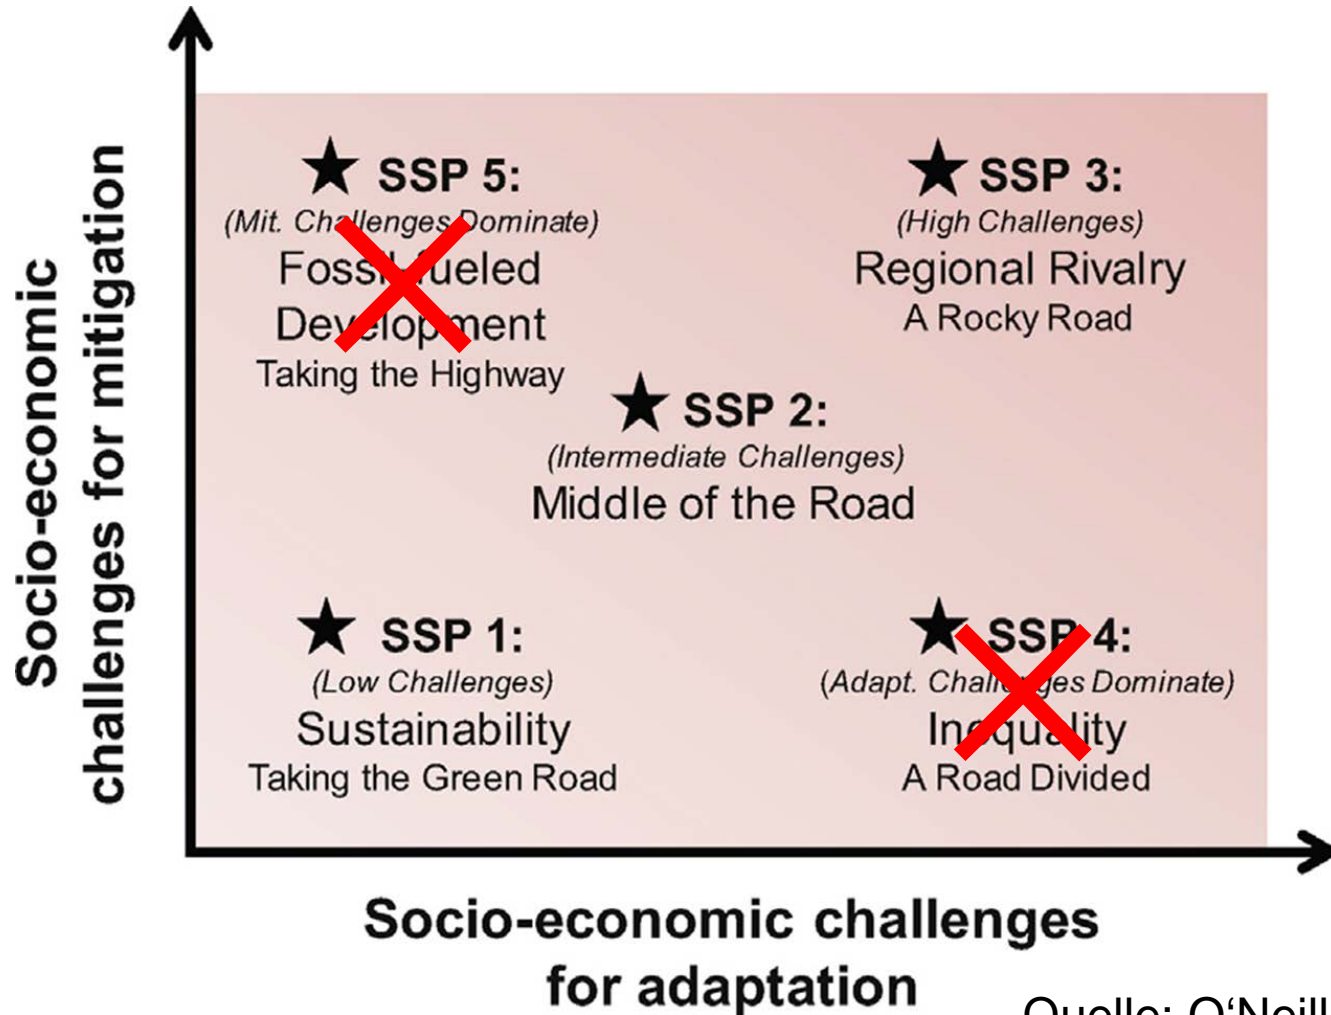 Socio-economic
challenges for mitigation
SSP 5:
(Mit. Challenges Dominate)
Fossil-fueled
Development
Taking the Highway
SSP 3:
(High Challenges)
Regional Rivalry
A Rocky Road
SSP 2:
(Intermediate Challenges)
Middle of the Road
SSP 1:
(Low Challenges)
Sustainability
Taking the Green Road
SSP 4:
(Adapt. Challenges Dominate)
Inequality
A Road Divided
Socio-economic challenges
for adaptation
Quelle: O‘Neill